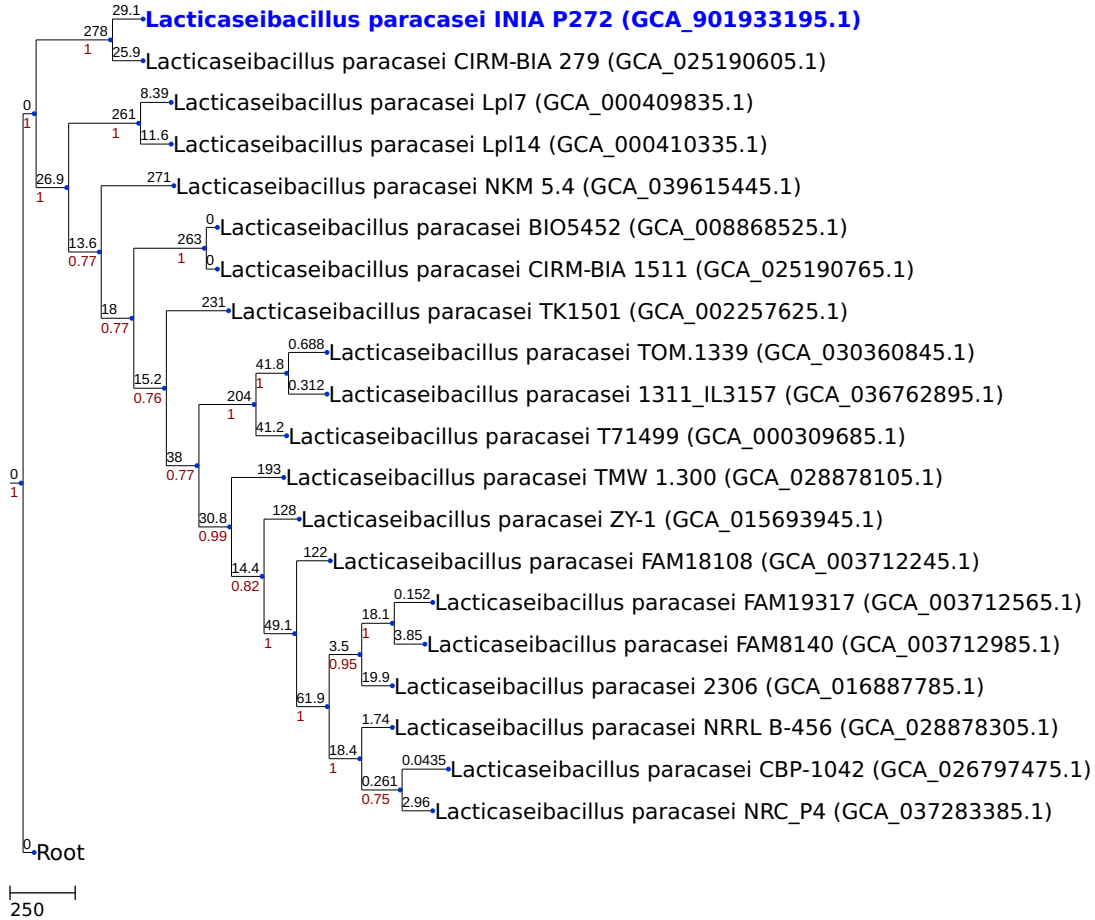 29.1
Lacticaseibacillus paracasei INIA P272 (GCA_901933195.1)
278
1
25.9
Lacticaseibacillus paracasei CIRM-BIA 279 (GCA_025190605.1)
0
1
8.39
Lacticaseibacillus paracasei Lpl7 (GCA_000409835.1)
261
1
11.6
Lacticaseibacillus paracasei Lpl14 (GCA_000410335.1)
26.9
1
271
Lacticaseibacillus paracasei NKM 5.4 (GCA_039615445.1)
13.6
0.77
0
Lacticaseibacillus paracasei BIO5452 (GCA_008868525.1)
263
1
0
Lacticaseibacillus paracasei CIRM-BIA 1511 (GCA_025190765.1)
18
0.77
231
Lacticaseibacillus paracasei TK1501 (GCA_002257625.1)
15.2
0.76
0.688
Lacticaseibacillus paracasei TOM.1339 (GCA_030360845.1)
41.8
1
0.312
Lacticaseibacillus paracasei 1311_IL3157 (GCA_036762895.1)
204
1
41.2
Lacticaseibacillus paracasei T71499 (GCA_000309685.1)
38
0.77
193
Lacticaseibacillus paracasei TMW 1.300 (GCA_028878105.1)
0
1
30.8
0.99
128
Lacticaseibacillus paracasei ZY-1 (GCA_015693945.1)
14.4
0.82
122
Lacticaseibacillus paracasei FAM18108 (GCA_003712245.1)
49.1
1
0.152
Lacticaseibacillus paracasei FAM19317 (GCA_003712565.1)
18.1
1
3.85
Lacticaseibacillus paracasei FAM8140 (GCA_003712985.1)
3.5
0.95
19.9
Lacticaseibacillus paracasei 2306 (GCA_016887785.1)
61.9
1
1.74
Lacticaseibacillus paracasei NRRL B-456 (GCA_028878305.1)
18.4
1
0.0435
Lacticaseibacillus paracasei CBP-1042 (GCA_026797475.1)
0.261
0.75
2.96
Lacticaseibacillus paracasei NRC_P4 (GCA_037283385.1)
0
Root
250